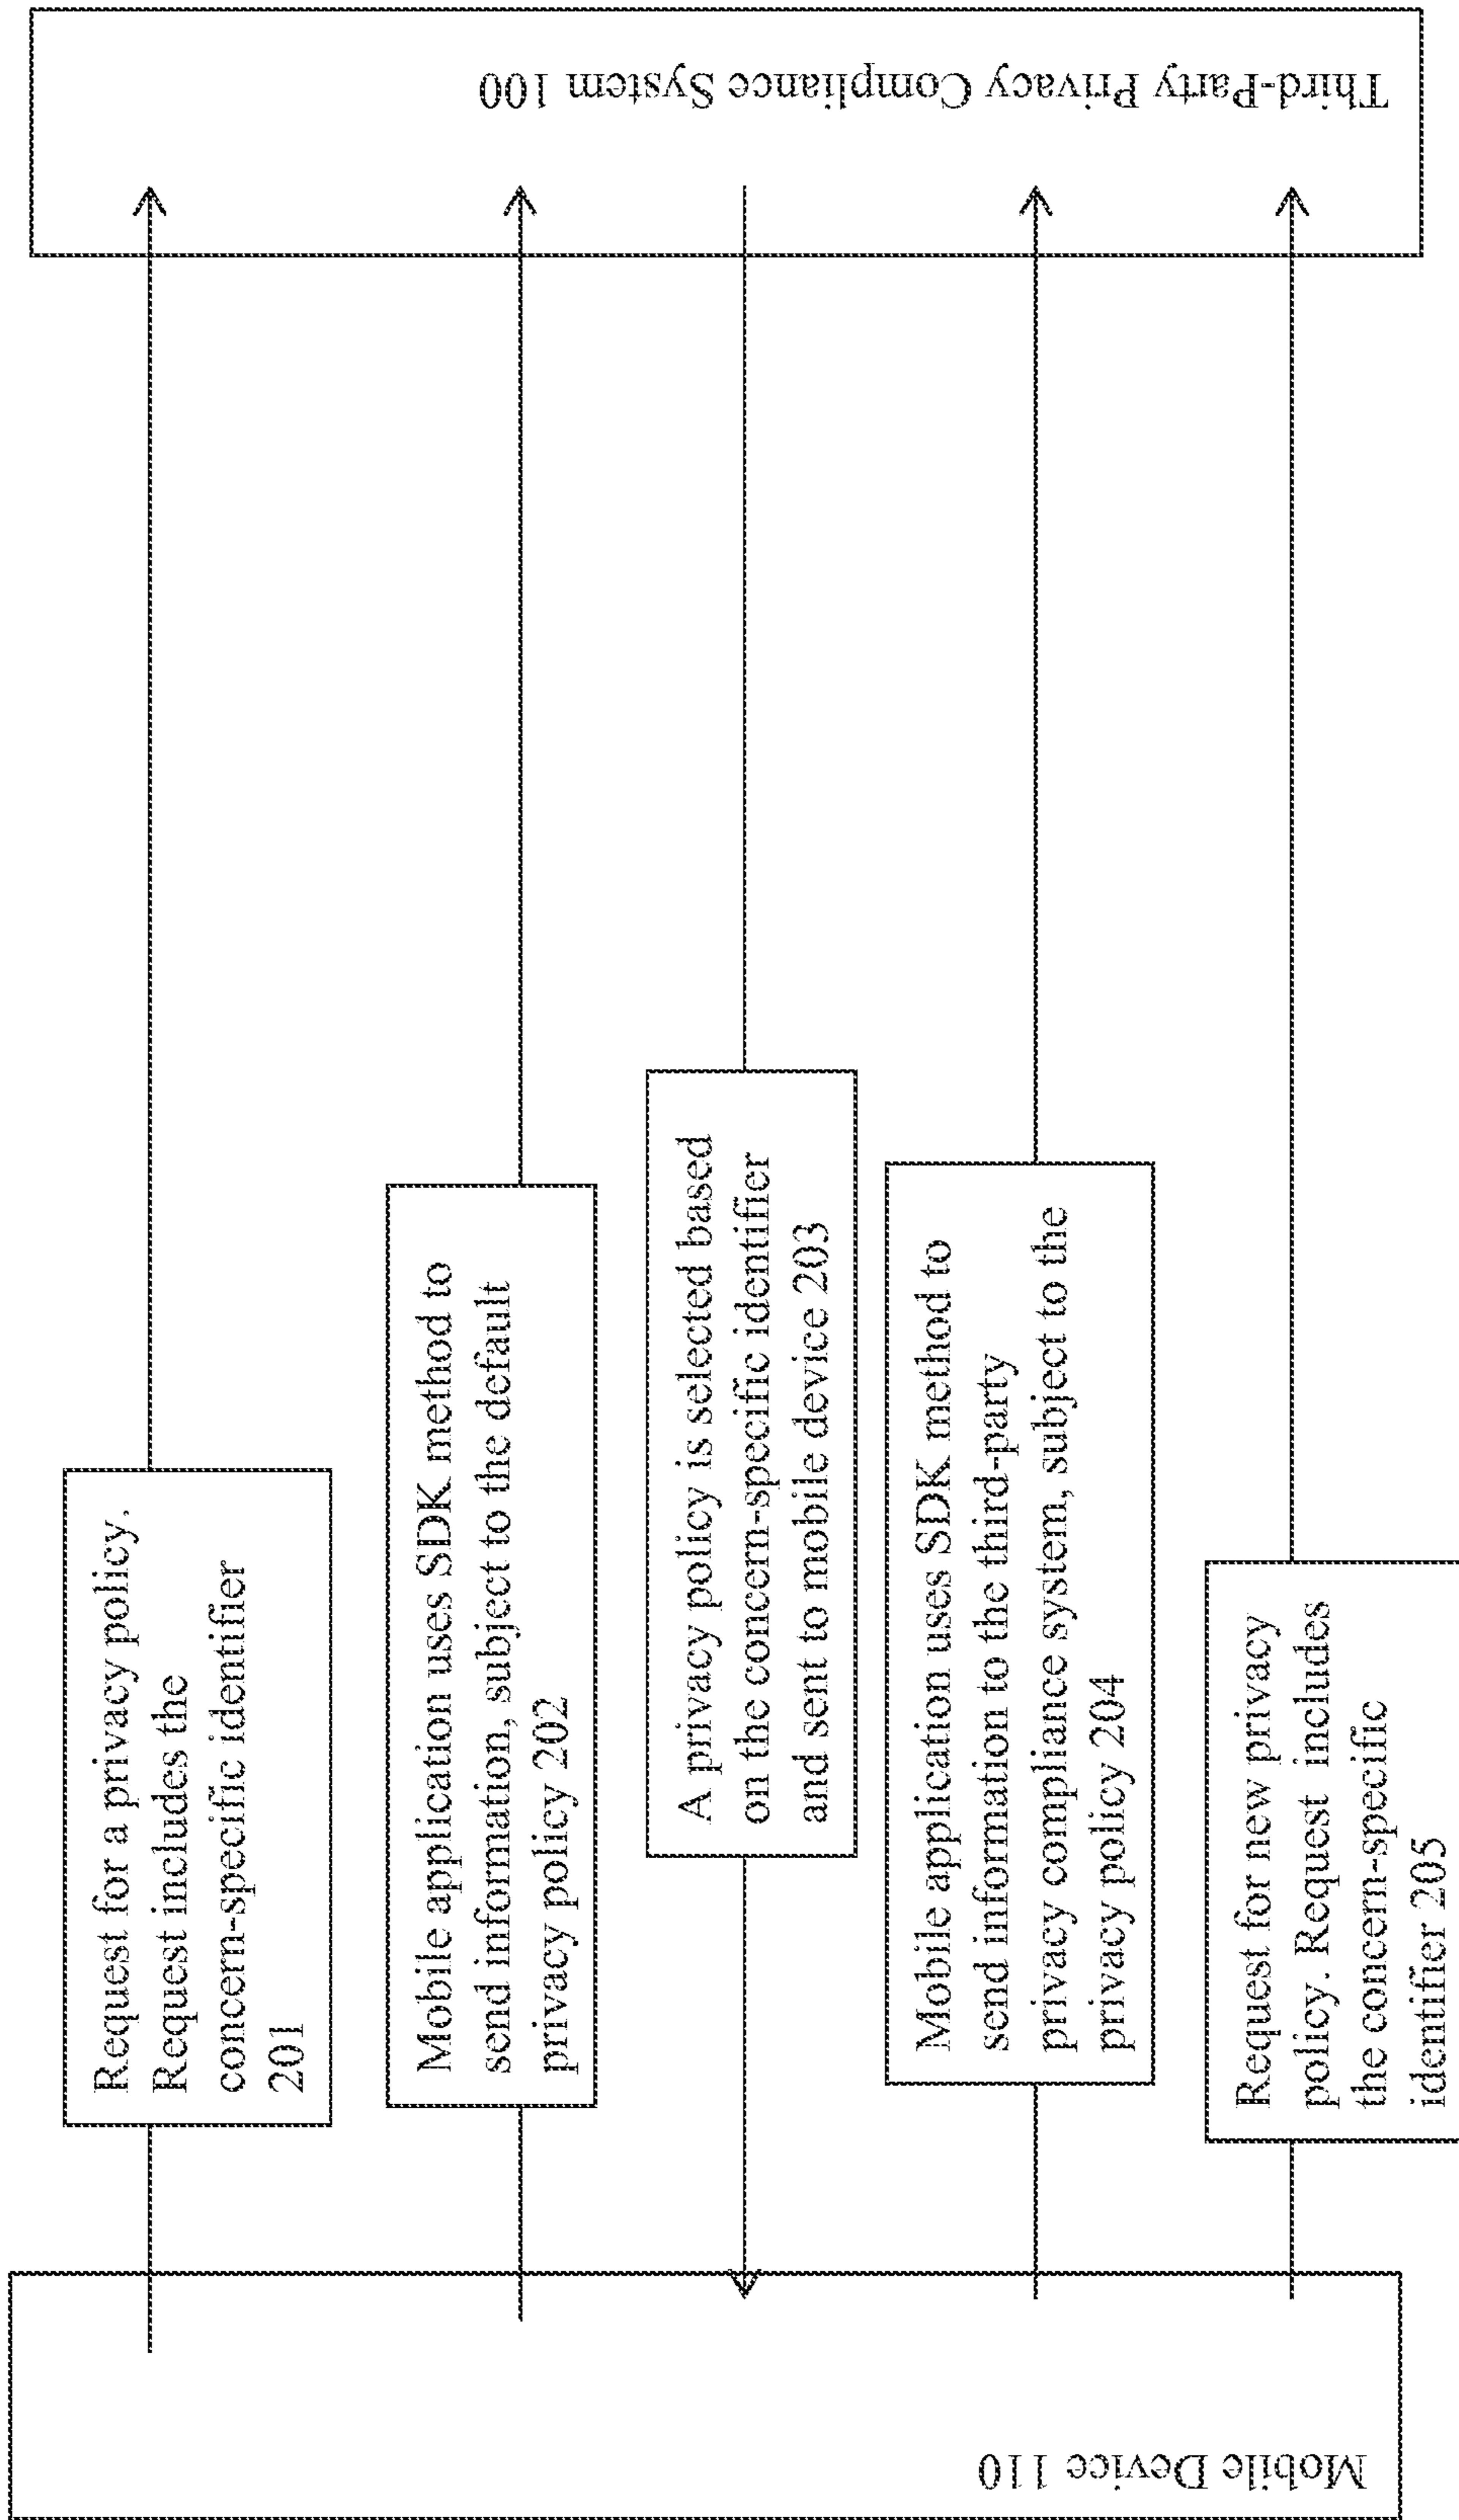 Mobile Device 110
Third-Party Privacy Compliance System 100
Request for a privacy policy.
Request includes the
concern-specific identifier
201
Mobile application uses SDK method to
send information, subject to the default
privacy policy 202
A privacy policy is selected based
on the concern-specific identifier
and sent to mobile device 203
Mobile application uses SDK method to
send information to the third-party
privacy compliance system, subject to the
privacy policy 204
Request for new privacy
policy. Request includes
the concern-specific
identifier 205